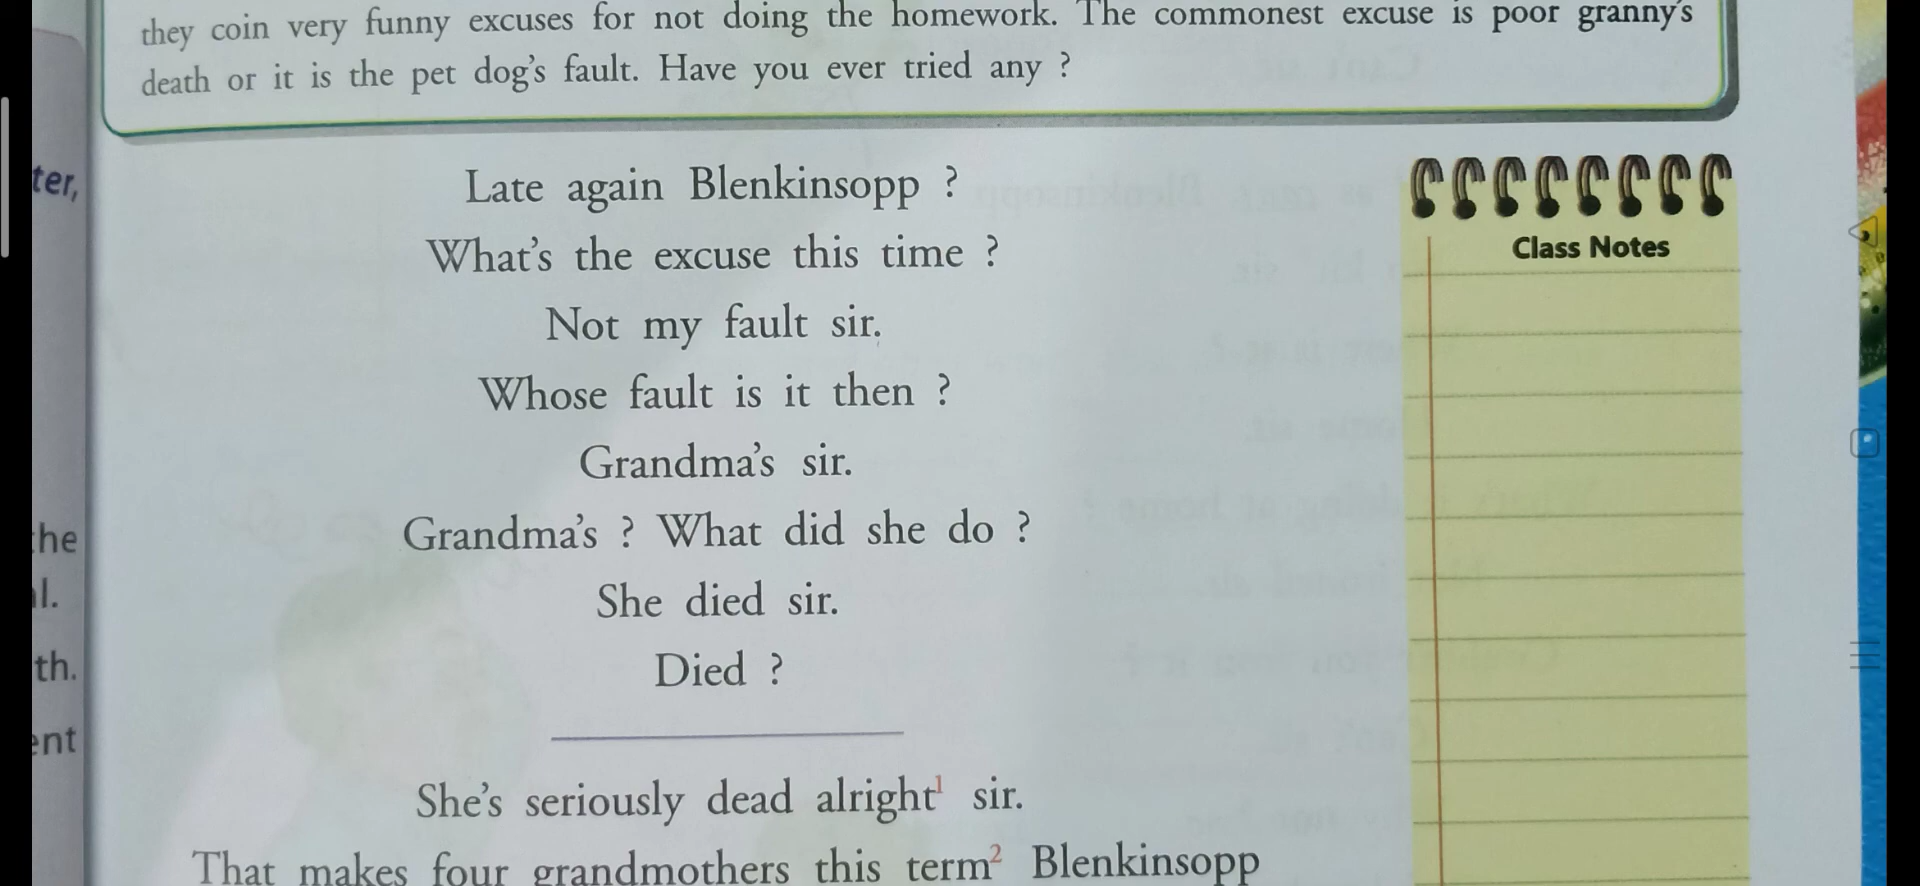 they coin very funny excuses for not doing the homework. The commonest excuse is poor granny's
death or it is the pet dog's fault. Have you ever tried any ?
Late again Blenkinsopp ?
What's the excuse this time ?
Not my fault sir.
Whose fault is it then ?
Grandma's sir.
Grandma's ? What did she do ?
She died sir.
Died ?
She's seriously dead alright¹ sir.
That makes four grandmothers this term² Blenkinsopp
Class Notes
ter,
th.